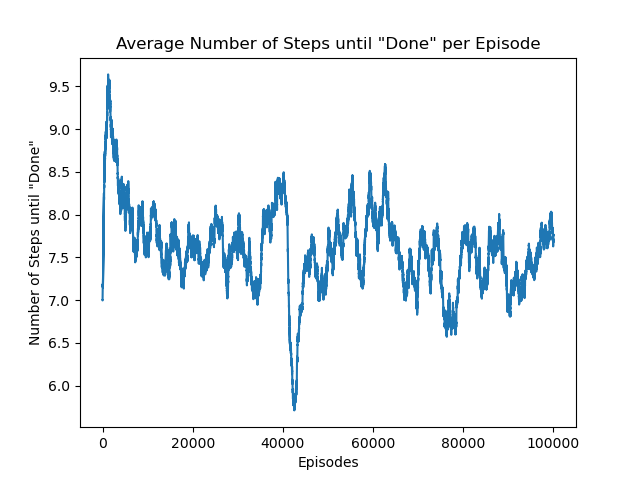 Average Number of Steps until "Done" per Episode
9.5
9.0
8.5
8.0
7.5
7.0
6.5
6.0
Number of Steps until "Done"
0 20000 40000 60000 80000 100000
Episodes